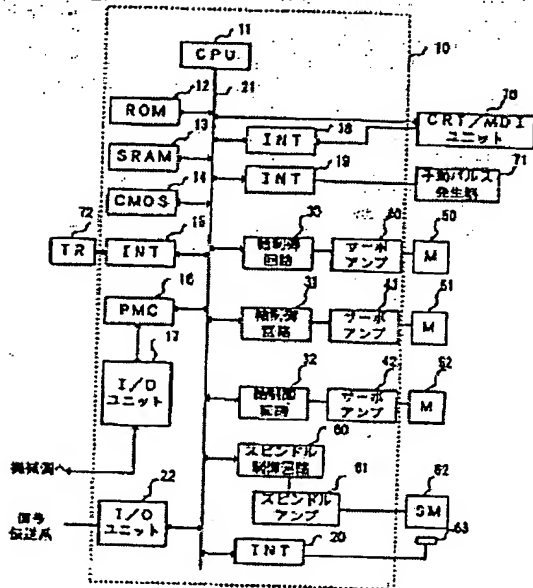 11
CPU
10
21
12
ROM
70
CRT/MDI
ユニット
18
INT
13
SRAM
19
INT
71
手動パルス
発生器
14
CMOS
72
TR
15
INT
30
軸制御
回路
40
サーボ
アンプ
50
M
16
PMC
31
軸制御
回路
41
サーボ
アンプ
51
M
17
I/O
ユニット
32
軸制御
回路
42
サーボ
アンプ
52
M
60
スピンドル
制御回路
機械側へ
61
スピンドル
アンプ
62
SM
22
I/O
ユニット
信号
伝送系
63
20
INT